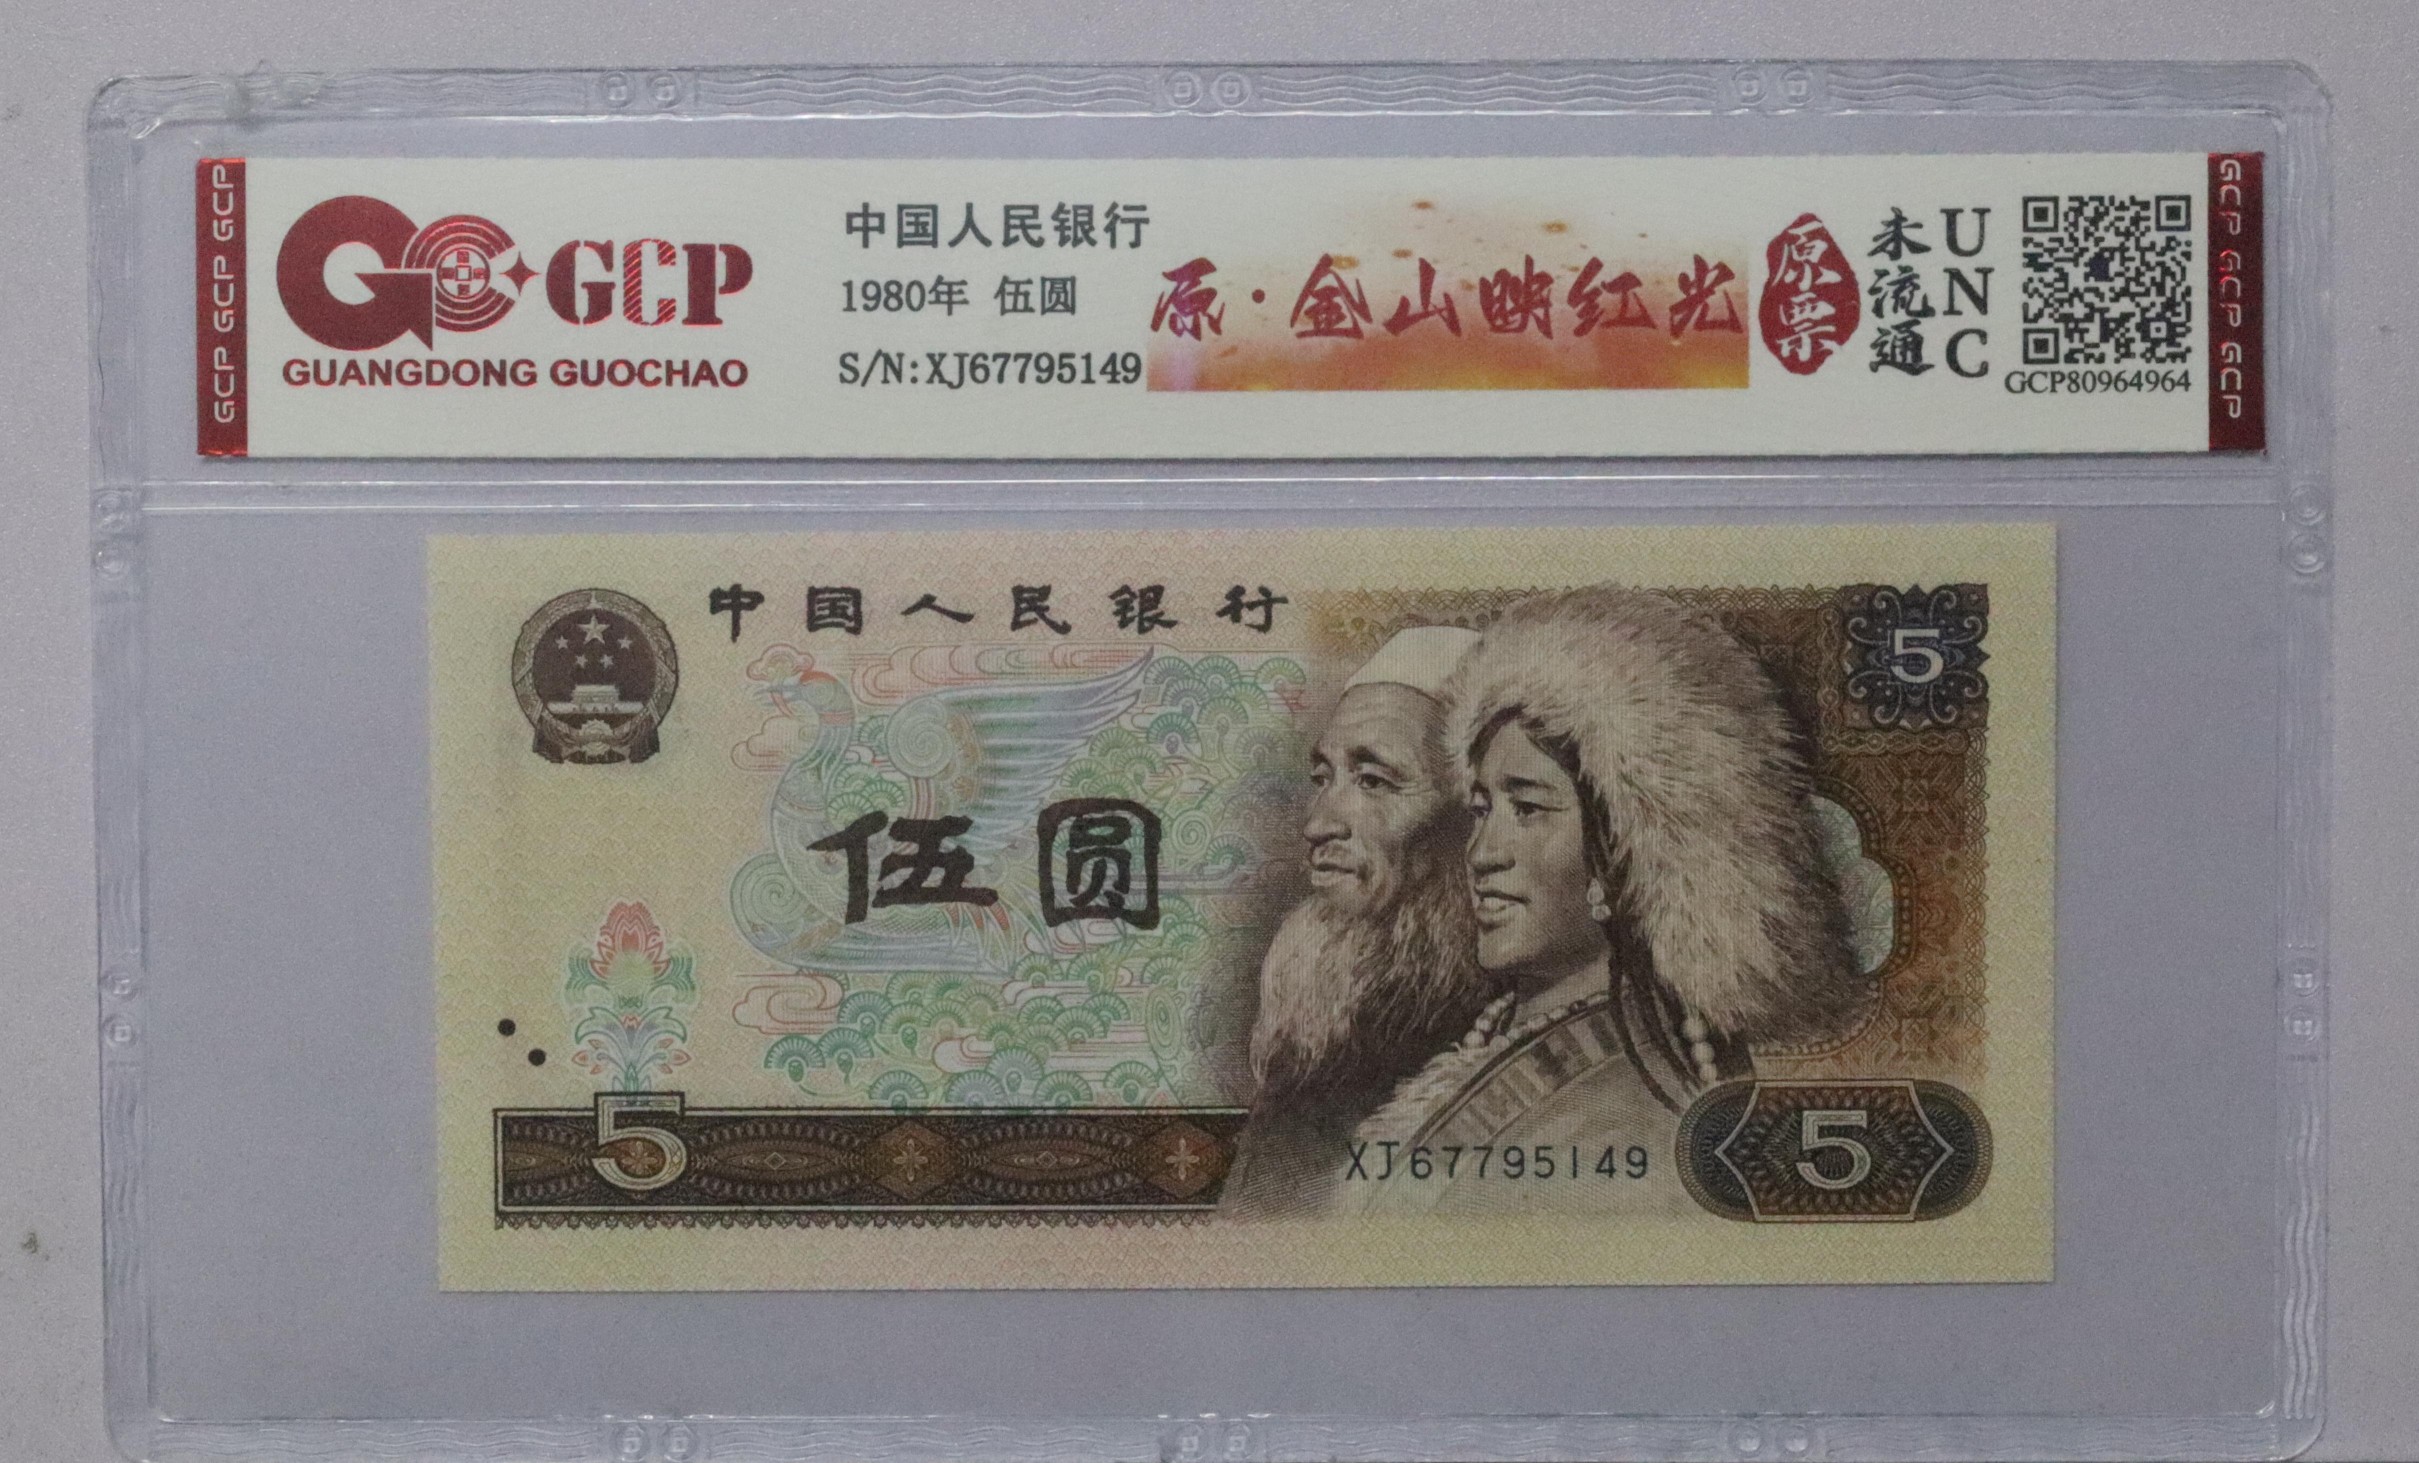 GCP GCP GCP
GCP
GUANGDONG GUOCHAO
中国人民银行
1980年 伍圆
S/N:XJ67795149
原·金山映红光
原票
未流通
UNC
GCP80964964
GCP GCP GCP
中国人民银行
5
伍圆
5
XJ67795149
5